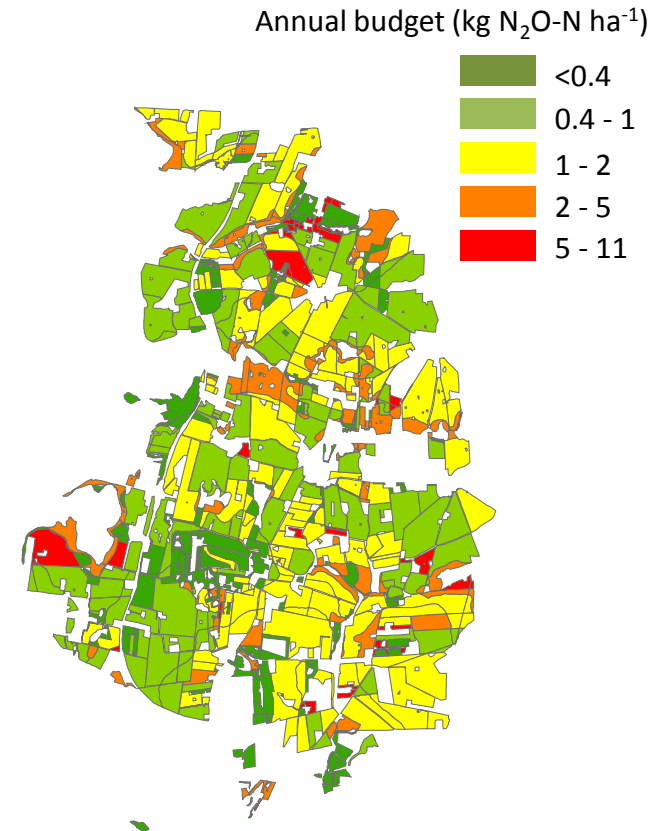 Annual budget (kg N₂O-N ha⁻¹)
<0.4
0.4 - 1
1 - 2
2 - 5
5 - 11